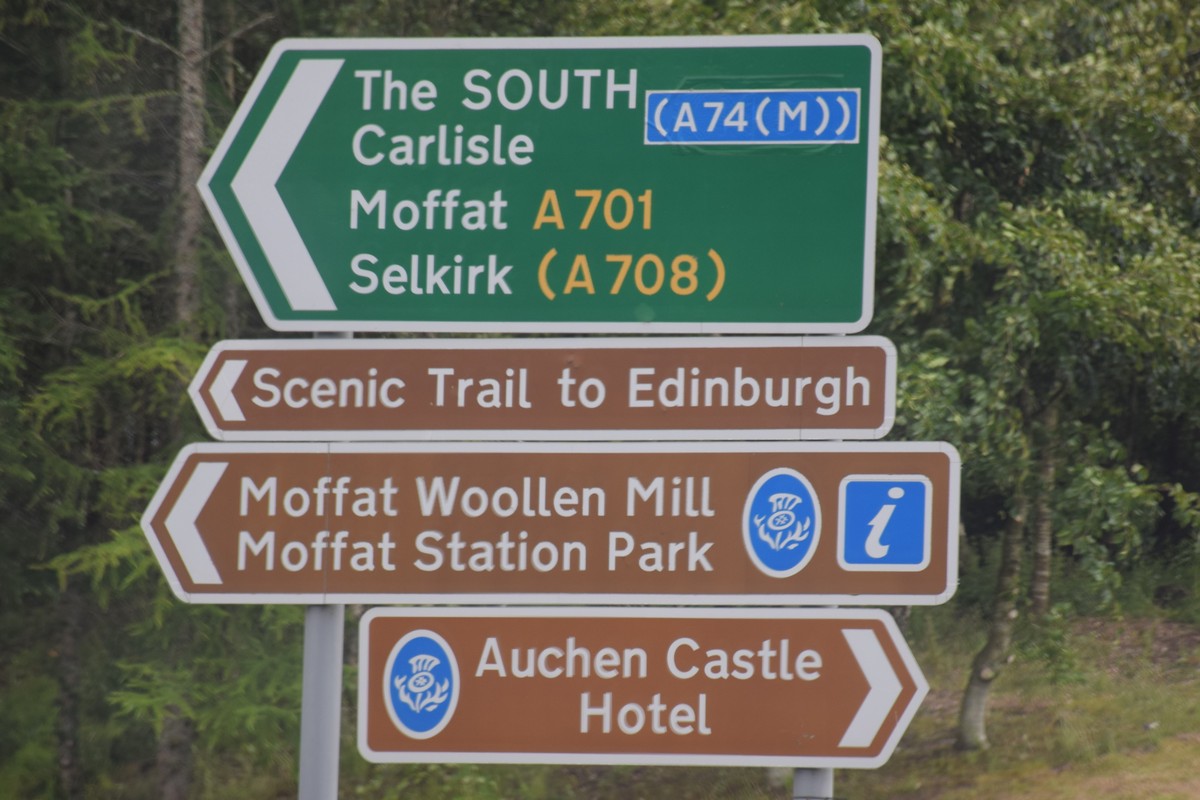 The SOUTH (A74(M))
Carlisle
Moffat A701
Selkirk (A708)
Scenic Trail to Edinburgh
Moffat Woollen Mill
Moffat Station Park
i
Auchen Castle
Hotel